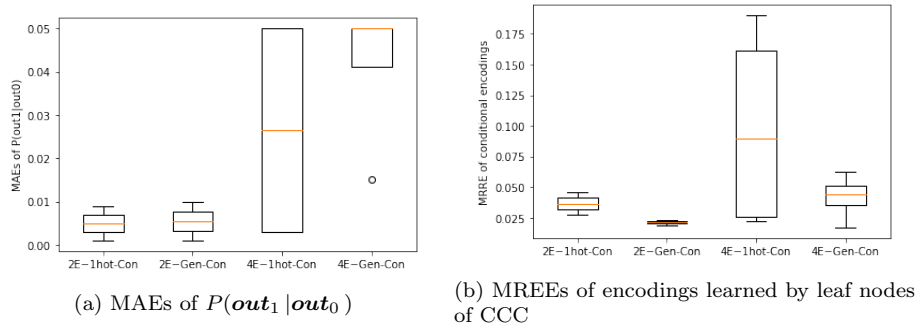 MAEs of P(out1|out0)
0.05
0.04
0.03
0.02
0.01
0.00
2E−1hot-Con
2E−Gen-Con
4E−1hot-Con
4E−Gen-Con
(a) MAEs of P(out₁ |out₀ )
MRRE of conditional encodings
0.175
0.150
0.125
0.100
0.075
0.050
0.025
2E−1hot-Con
2E−Gen-Con
4E−1hot-Con
4E−Gen-Con
(b) MREEs of encodings learned by leaf nodes
of CCC